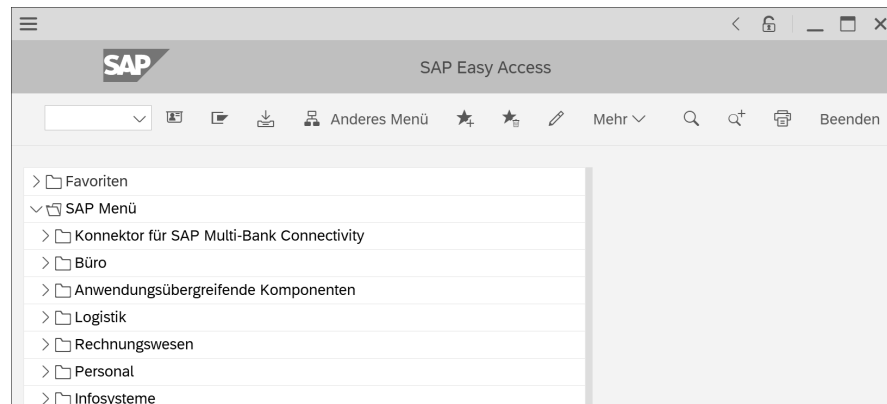 SAP
SAP Easy Access
Anderes Menü
Mehr
Beenden
Favoriten
SAP Menü
Konnektor für SAP Multi-Bank Connectivity
Büro
Anwendungsübergreifende Komponenten
Logistik
Rechnungswesen
Personal
Infosysteme